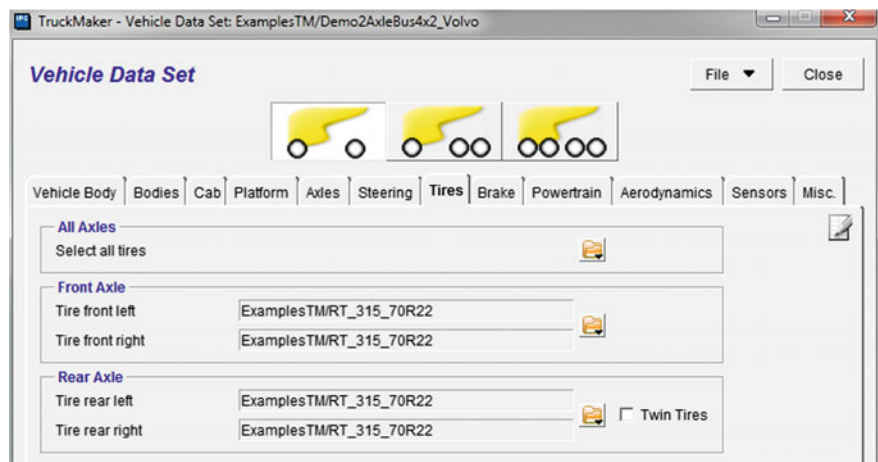 TruckMaker - Vehicle Data Set: ExamplesTM/Demo2AxleBus4x2_Volvo
Vehicle Data Set
File
Close
Vehicle Body Bodies Cab Platform Axles Steering Tires Brake Powertrain Aerodynamics Sensors Misc.
All Axles
Select all tires
Front Axle
Tire front left ExamplesTM/RT_315_70R22
Tire front right ExamplesTM/RT_315_70R22
Rear Axle
Tire rear left ExamplesTM/RT_315_70R22
Twin Tires
Tire rear right ExamplesTM/RT_315_70R22